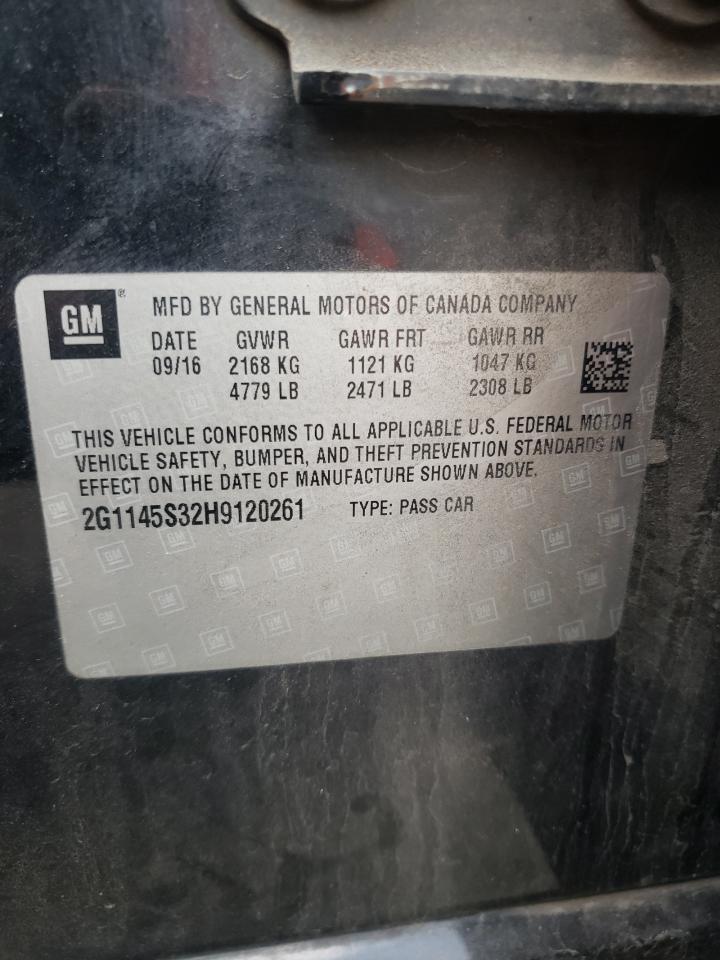 GM ® MFD BY GENERAL MOTORS OF CANADA COMPANY
DATE GVWR GAWR FRT GAWR RR
09/16 2168 KG 1121 KG 1047 KG
4779 LB 2471 LB 2308 LB
THIS VEHICLE CONFORMS TO ALL APPLICABLE U.S. FEDERAL MOTOR
VEHICLE SAFETY, BUMPER, AND THEFT PREVENTION STANDARDS IN
EFFECT ON THE DATE OF MANUFACTURE SHOWN ABOVE.
2G1145S32H9120261 TYPE: PASS CAR